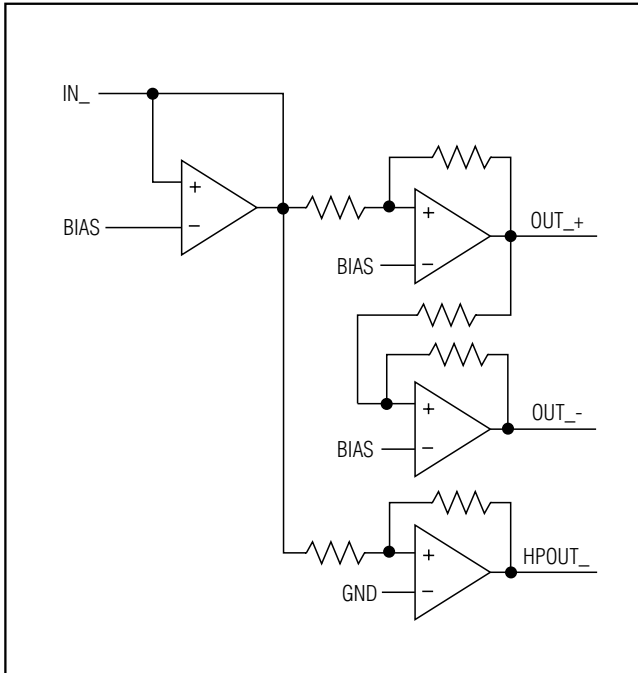 IN_
+
BIAS
−
+
OUT_+
BIAS
−
+
OUT_-
BIAS
−
+
HPOUT_
GND
−